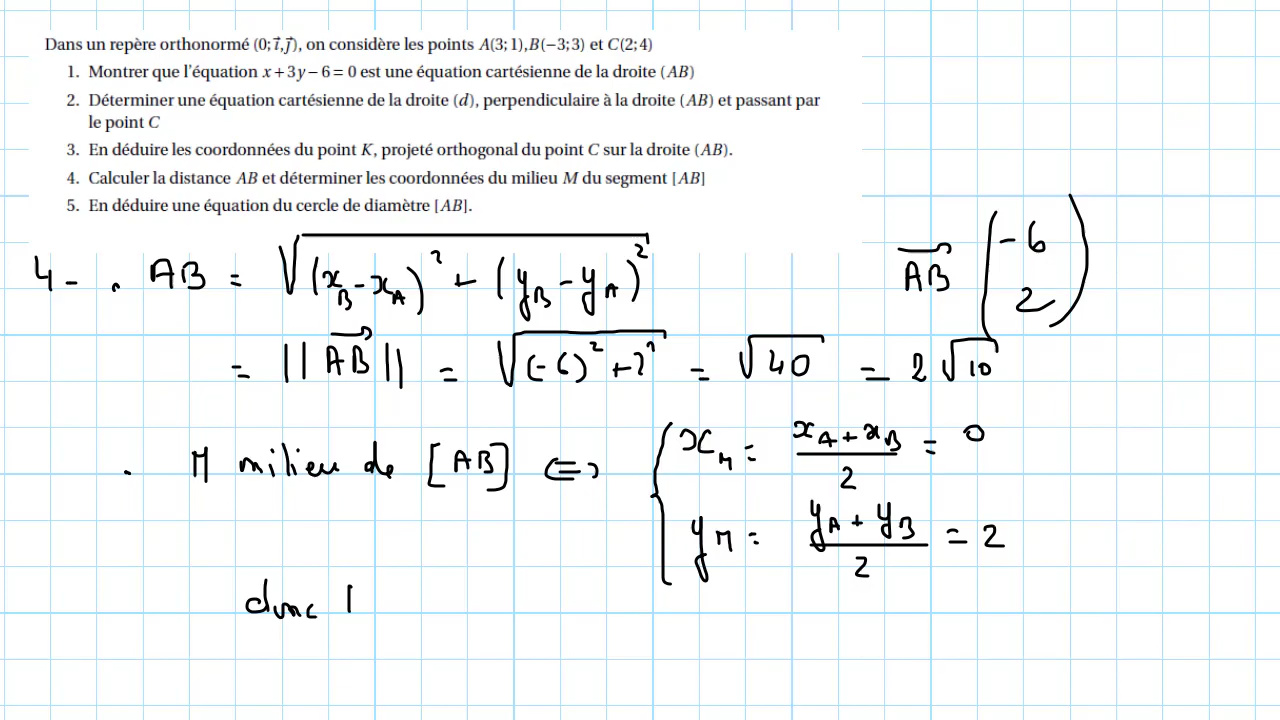 Dans un repère orthonormé (0; i⃗, j⃗), on considère les points A(3;1), B(−3;3) et C(2;4)
1. Montrer que l'équation x + 3y − 6 = 0 est une équation cartésienne de la droite (AB)
2. Déterminer une équation cartésienne de la droite (d), perpendiculaire à la droite (AB) et passant par
le point C
3. En déduire les coordonnées du point K, projeté orthogonal du point C sur la droite (AB).
4. Calculer la distance AB et déterminer les coordonnées du milieu M du segment [AB]
5. En déduire une équation du cercle de diamètre [AB].
4- . AB = √((x_B - x_A)² + (y_B - y_A)²)
AB⃗ (-6 2)
= ||AB⃗|| = √((-6)² + 2²) = √40 = 2√10
. M milieu de [AB] ⟺ { x_M = (x_A + x_B)/2 = 0
y_M = (y_A + y_B)/2 = 2
donc